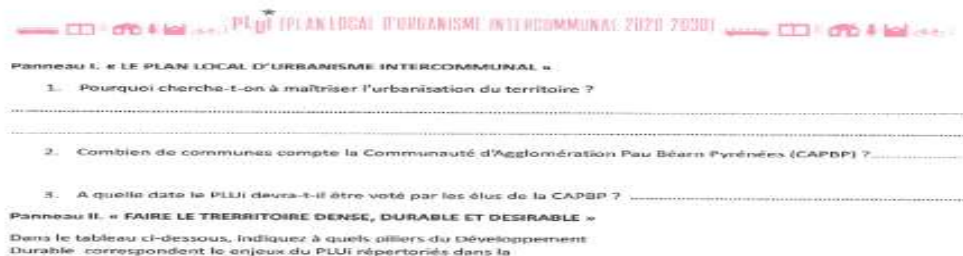 PLUi (PLAN LOCAL D'URBANISME INTERCOMMUNAL 2020 2030)
Panneau I. « LE PLAN LOCAL D'URBANISME INTERCOMMUNAL »
1. Pourquoi cherche-t-on à maîtriser l'urbanisation du territoire ?
2. Combien de communes compte la Communauté d'Agglomération Pau Béarn Pyrénées (CAPBP) ?
3. A quelle date le PLUi devra-t-il être voté par les élus de la CAPBP ?
Panneau II. « FAIRE LE TRERRITOIRE DENSE, DURABLE ET DESIRABLE »
Dans le tableau ci-dessous, indiquez à quels piliers du Développement
Durable correspondent le enjeux du PLUi répertoriés dans la